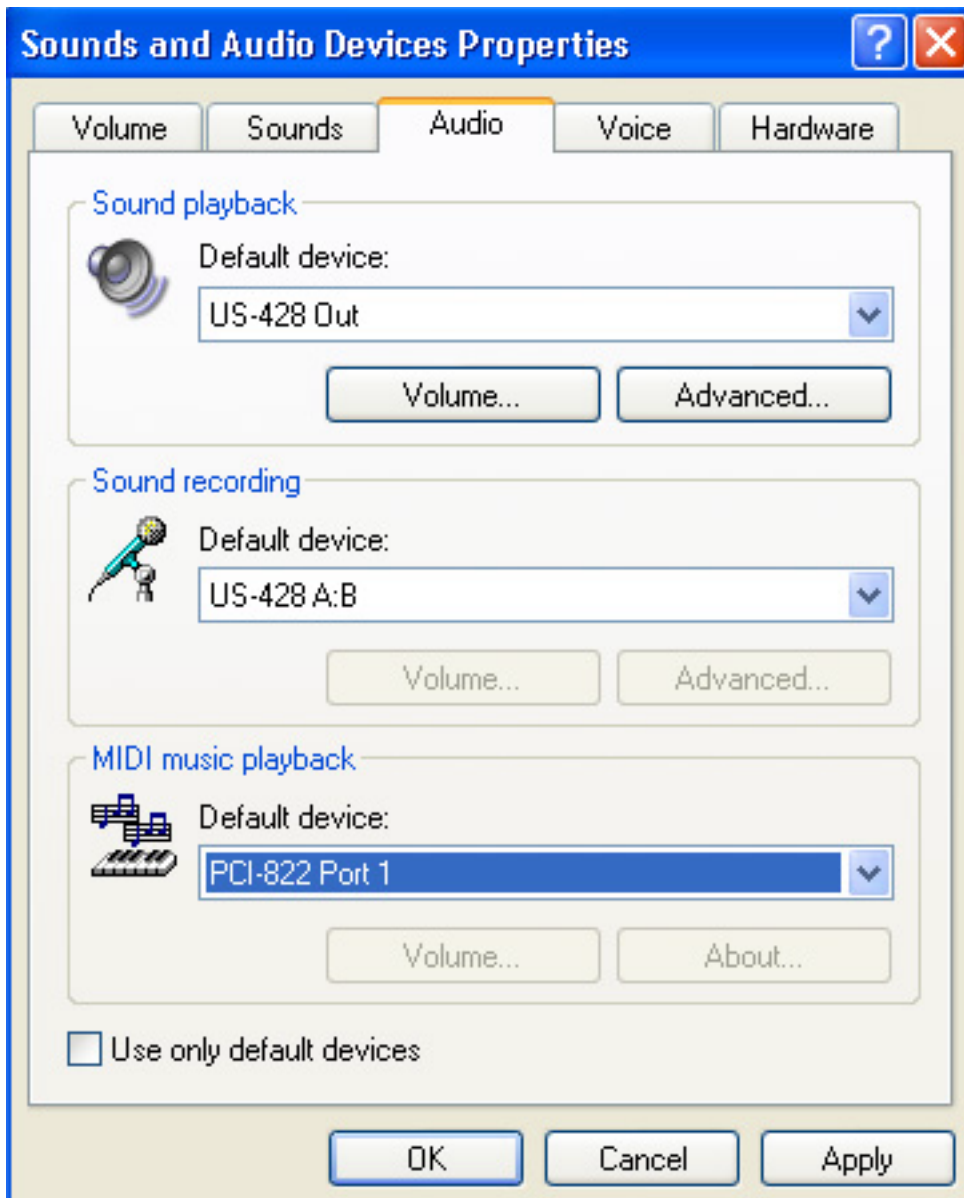 Sounds and Audio Devices Properties
Volume Sounds Audio Voice Hardware
Sound playback
Default device:
US-428 Out
Volume... Advanced...
Sound recording
Default device:
US-428 A:B
Volume... Advanced...
MIDI music playback
Default device:
PCI-822 Port 1
Volume... About...
Use only default devices
OK Cancel Apply